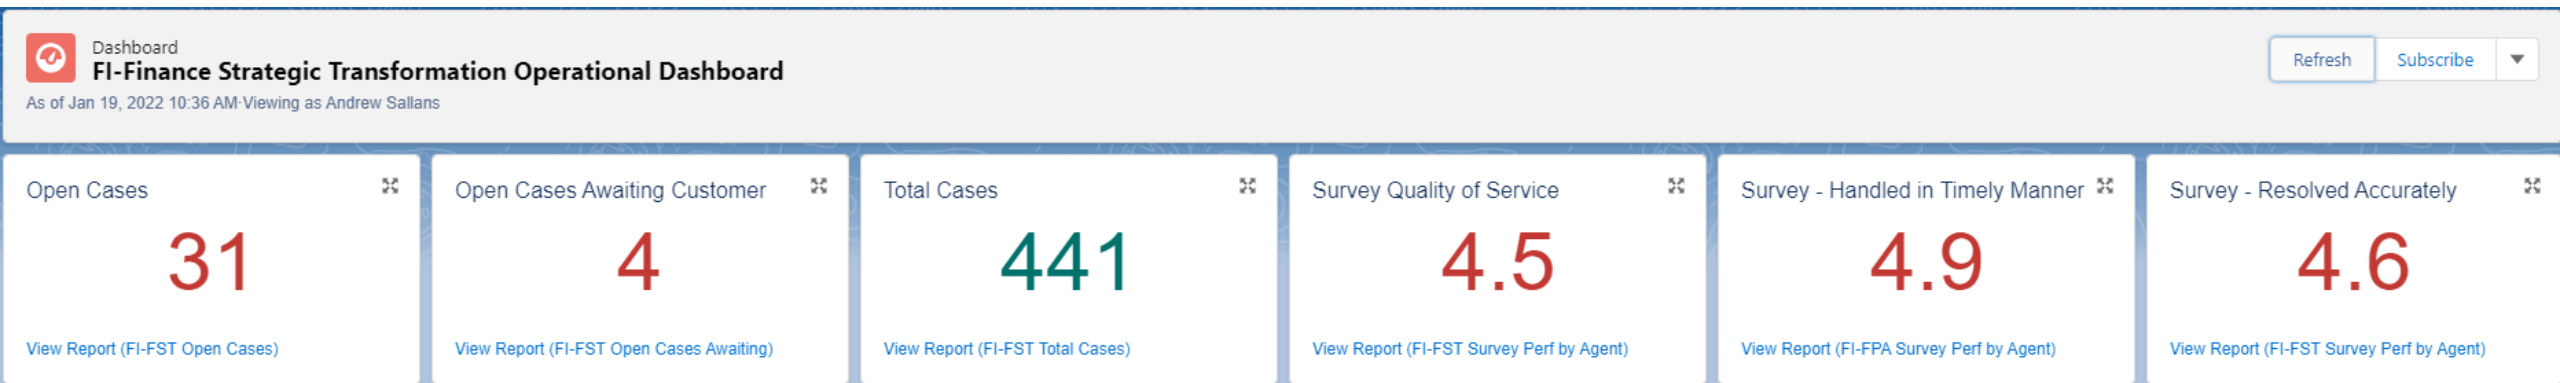 Dashboard
FI-Finance Strategic Transformation Operational Dashboard
As of Jan 19, 2022 10:36 AM·Viewing as Andrew Sallans
Refresh
Subscribe
Open Cases
31
View Report (FI-FST Open Cases)
Open Cases Awaiting Customer
4
View Report (FI-FST Open Cases Awaiting)
Total Cases
441
View Report (FI-FST Total Cases)
Survey Quality of Service
4.5
View Report (FI-FST Survey Perf by Agent)
Survey - Handled in Timely Manner
4.9
View Report (FI-FPA Survey Perf by Agent)
Survey - Resolved Accurately
4.6
View Report (FI-FST Survey Perf by Agent)